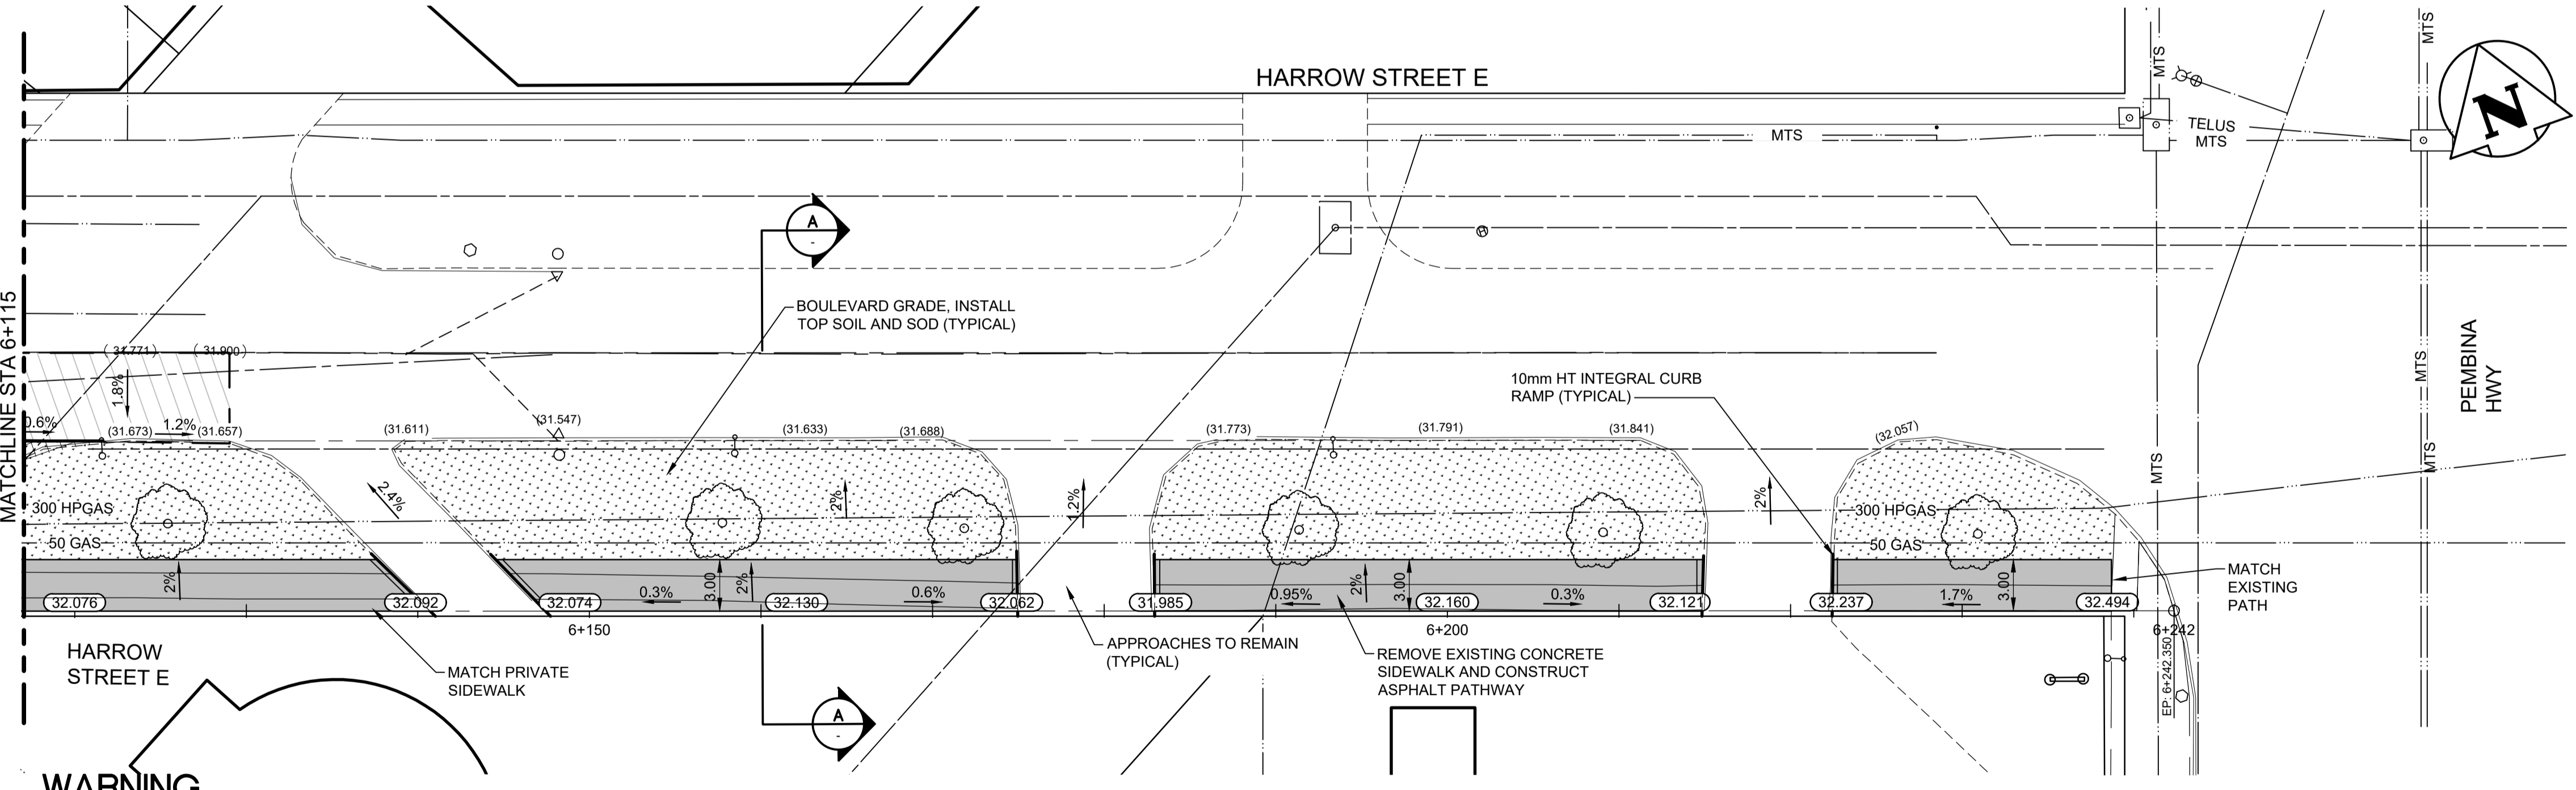 HARROW STREET E
MTS
MTS
TELUS
MTS
MTS
N
A
-
BOULEVARD GRADE, INSTALL
TOP SOIL AND SOD (TYPICAL)
MATCHLINE STA 6+115
(31.771)
(31.900)
1.8%
0.6%
(31.673)
1.2%
(31.657)
(31.611)
(31.547)
(31.633)
(31.688)
(31.773)
(31.791)
(31.841)
(32.057)
10mm HT INTEGRAL CURB
RAMP (TYPICAL)
MTS
MTS
MTS
PEMBINA
HWY
2.4%
2%
1.2%
2%
300 HPGAS
50 GAS
300 HPGAS
50 GAS
2%
3.00
2%
2%
3.00
3.00
32.076
32.092
32.074
0.3%
32.130
0.6%
32.062
31.985
0.95%
32.160
0.3%
32.121
32.237
1.7%
32.494
MATCH
EXISTING
PATH
6+150
6+200
6+242
EP: 6+242.350
HARROW
STREET E
MATCH PRIVATE
SIDEWALK
APPROACHES TO REMAIN
(TYPICAL)
REMOVE EXISTING CONCRETE
SIDEWALK AND CONSTRUCT
ASPHALT PATHWAY
A
-
WARNING